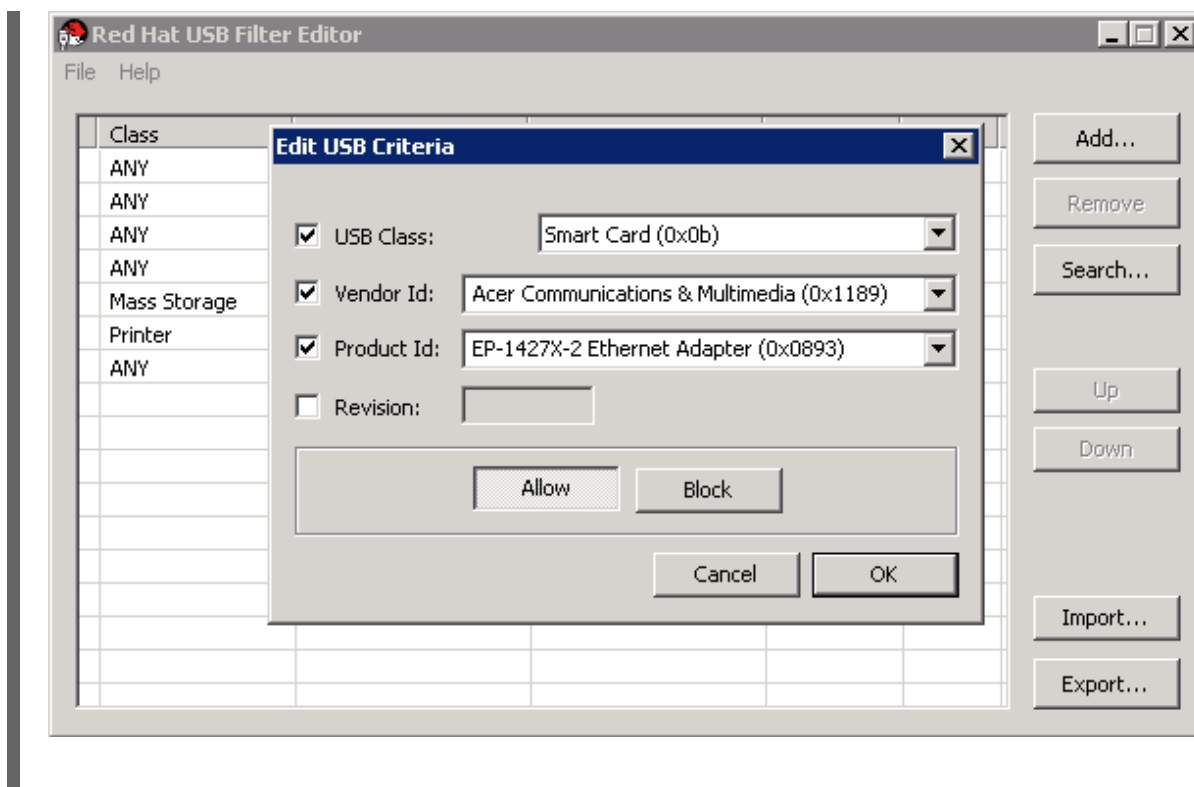 Red Hat USB Filter Editor
File Help
Class
ANY
ANY
ANY
ANY
Mass Storage
Printer
ANY
Edit USB Criteria
USB Class: Smart Card (0x0b)
Vendor Id: Acer Communications & Multimedia (0x1189)
Product Id: EP-1427X-2 Ethernet Adapter (0x0893)
Revision:
Allow Block
Cancel OK
Add...
Remove
Search...
Up
Down
Import...
Export...